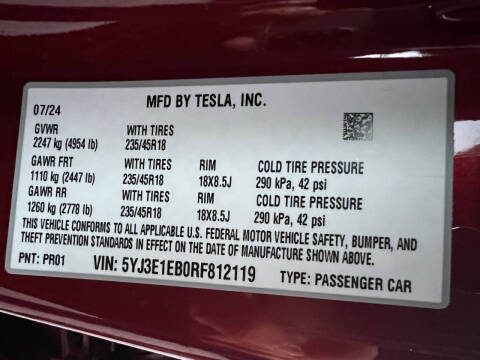 07/24 MFD BY TESLA, INC.
GVWR WITH TIRES
2247 kg (4954 lb) 235/45R18
GAWR FRT WITH TIRES RIM COLD TIRE PRESSURE
1110 kg (2447 lb) 235/45R18 18X8.5J 290 kPa, 42 psi
GAWR RR WITH TIRES RIM COLD TIRE PRESSURE
1260 kg (2778 lb) 235/45R18 18X8.5J 290 kPa, 42 psi
THIS VEHICLE CONFORMS TO ALL APPLICABLE U.S. FEDERAL MOTOR VEHICLE SAFETY, BUMPER, AND
THEFT PREVENTION STANDARDS IN EFFECT ON THE DATE OF MANUFACTURE SHOWN ABOVE.
PNT: PR01 VIN: 5YJ3E1EB0RF812119 TYPE: PASSENGER CAR